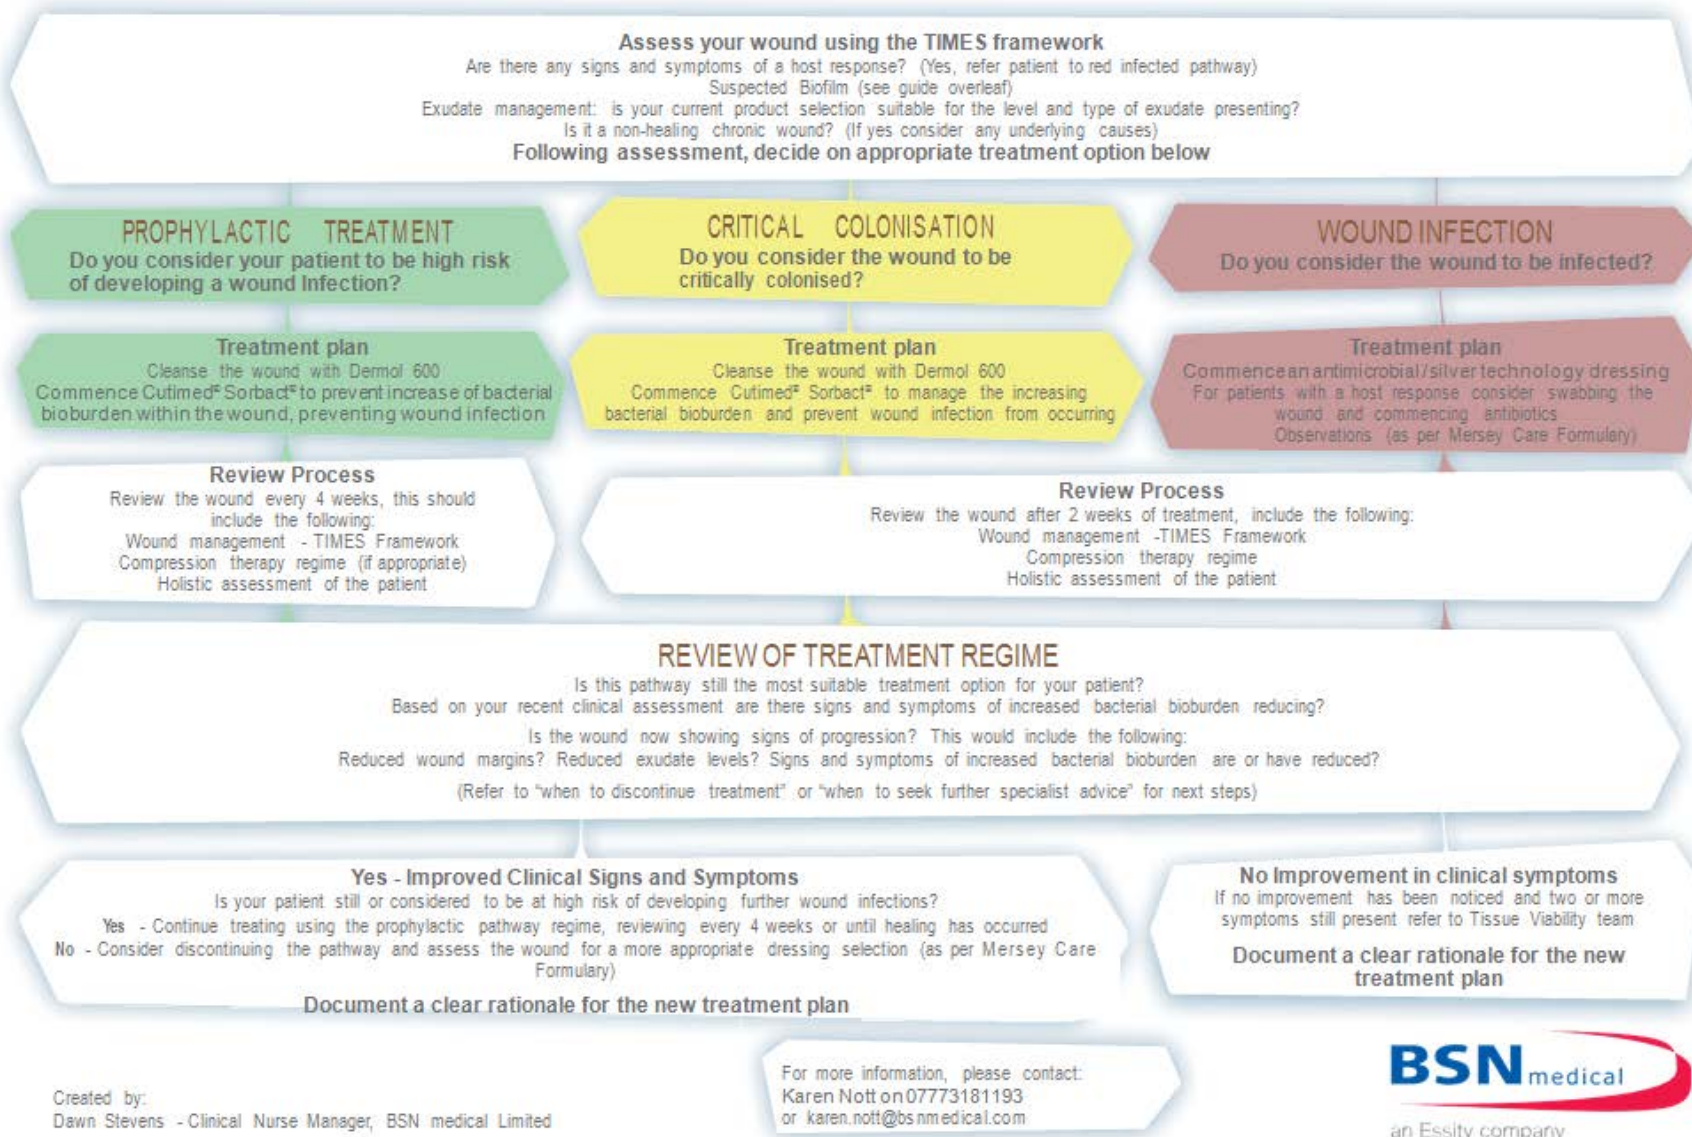 Assess your wound using the TIMES framework
Are there any signs and symptoms of a host response? (Yes, refer patient to red infected pathway)
Suspected Biofilm (see guide overleaf)
Exudate management: is your current product selection suitable for the level and type of exudate presenting?
Is it a non-healing chronic wound? (If yes consider any underlying causes)
Following assessment, decide on appropriate treatment option below
PROPHYLACTIC TREATMENT
Do you consider your patient to be high risk
of developing a wound Infection?
CRITICAL COLONISATION
Do you consider the wound to be
critically colonised?
WOUND INFECTION
Do you consider the wound to be infected?
Treatment plan
Cleanse the wound with Dermol 600
Commence Cutimed® Sorbact® to prevent increase of bacterial
bioburden within the wound, preventing wound infection
Treatment plan
Cleanse the wound with Dermol 600
Commence Cutimed® Sorbact® to manage the increasing
bacterial bioburden and prevent wound infection from occurring
Treatment plan
Commence an antimicrobial/silver technology dressing
For patients with a host response consider swabbing the
wound and commencing antibiotics
Observations (as per Mersey Care Formulary)
Review Process
Review the wound every 4 weeks, this should
include the following:
Wound management - TIMES Framework
Compression therapy regime (if appropriate)
Holistic assessment of the patient
Review Process
Review the wound after 2 weeks of treatment, include the following:
Wound management -TIMES Framework
Compression therapy regime
Holistic assessment of the patient
REVIEW OF TREATMENT REGIME
Is this pathway still the most suitable treatment option for your patient?
Based on your recent clinical assessment are there signs and symptoms of increased bacterial bioburden reducing?
Is the wound now showing signs of progression? This would include the following:
Reduced wound margins? Reduced exudate levels? Signs and symptoms of increased bacterial bioburden are or have reduced?
(Refer to "when to discontinue treatment" or "when to seek further specialist advice" for next steps)
Yes - Improved Clinical Signs and Symptoms
Is your patient still or considered to be at high risk of developing further wound infections?
Yes - Continue treating using the prophylactic pathway regime, reviewing every 4 weeks or until healing has occurred
No - Consider discontinuing the pathway and assess the wound for a more appropriate dressing selection (as per Mersey Care
Formulary)
Document a clear rationale for the new treatment plan
No Improvement in clinical symptoms
If no improvement has been noticed and two or more
symptoms still present refer to Tissue Viability team
Document a clear rationale for the new
treatment plan
Created by:
Dawn Stevens - Clinical Nurse Manager, BSN medical Limited
For more information, please contact:
Karen Nott on 07773181193
or karen.nott@bsnmedical.com
BSN medical
an Essity company